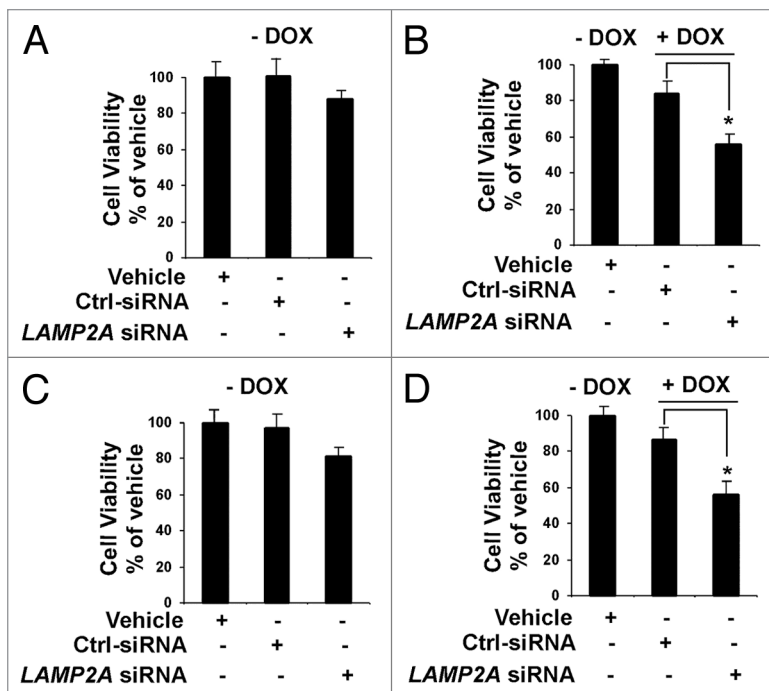 A
- DOX
Cell Viability
% of vehicle
100
80
60
40
20
0
Vehicle + - -
Ctrl-siRNA - + -
LAMP2A siRNA - - +
B
- DOX + DOX
Cell Viability
% of vehicle
100
80
60
40
20
0
*
Vehicle + - -
Ctrl-siRNA - + -
LAMP2A siRNA - - +
C
- DOX
Cell Viability
% of vehicle
100
80
60
40
20
0
Vehicle + - -
Ctrl-siRNA - + -
LAMP2A siRNA - - +
D
- DOX + DOX
Cell Viability
% of vehicle
100
80
60
40
20
0
*
Vehicle + - -
Ctrl-siRNA - + -
LAMP2A siRNA - - +